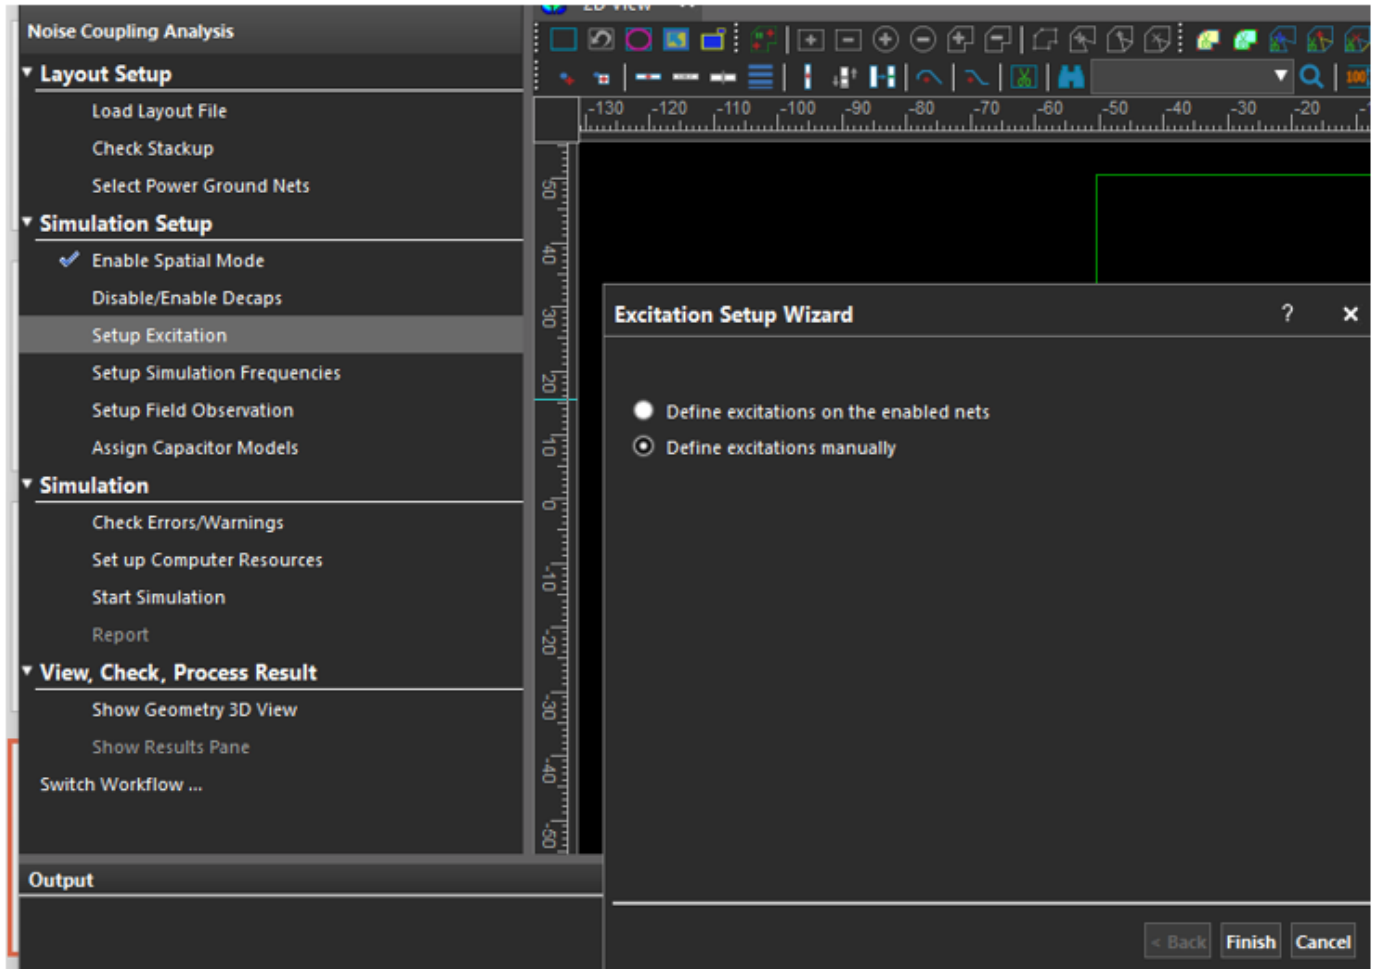 Noise Coupling Analysis
Layout Setup
Load Layout File
Check Stackup
Select Power Ground Nets
Simulation Setup
Enable Spatial Mode
Disable/Enable Decaps
Setup Excitation
Setup Simulation Frequencies
Setup Field Observation
Assign Capacitor Models
Simulation
Check Errors/Warnings
Set up Computer Resources
Start Simulation
Report
View, Check, Process Result
Show Geometry 3D View
Show Results Pane
Switch Workflow ...
Output
2D View
100
-130 -120 -110 -100 -90 -80 -70 -60 -50 -40 -30 -20
50
40
30
20
10
0
-10
-20
-30
-40
-50
Excitation Setup Wizard ? ×
Define excitations on the enabled nets
Define excitations manually
< Back Finish Cancel